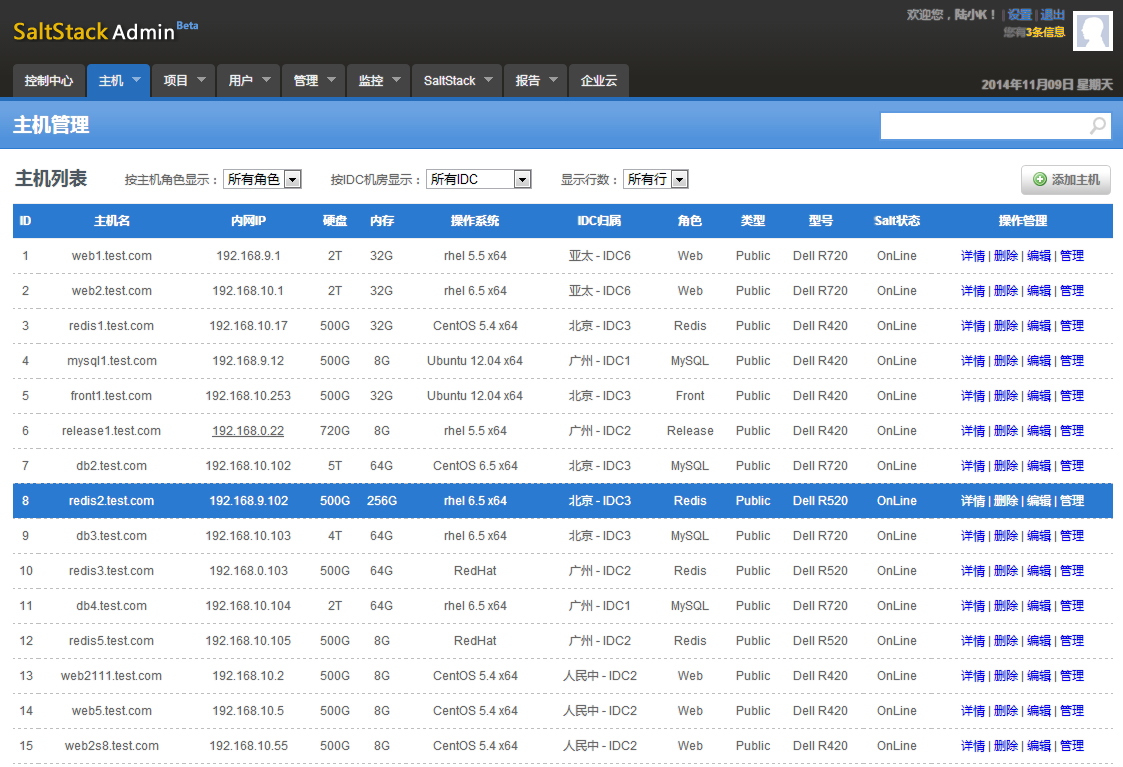 SaltStack Admin Beta
欢迎您，陆小K！ | 设置 | 退出
您有3条信息
控制中心 主机 项目 用户 管理 监控 SaltStack 报告 企业云
2014年11月09日 星期天
主机管理
主机列表 按主机角色显示： 所有角色 按IDC机房显示： 所有IDC 显示行数： 所有行 添加主机
ID 主机名 内网IP 硬盘 内存 操作系统 IDC归属 角色 类型 型号 Salt状态 操作管理
1 web1.test.com 192.168.9.1 2T 32G rhel 5.5 x64 亚太 - IDC6 Web Public Dell R720 OnLine 详情 | 删除 | 编辑 | 管理
2 web2.test.com 192.168.10.1 2T 32G rhel 6.5 x64 亚太 - IDC6 Web Public Dell R720 OnLine 详情 | 删除 | 编辑 | 管理
3 redis1.test.com 192.168.10.17 500G 32G CentOS 5.4 x64 北京 - IDC3 Redis Public Dell R420 OnLine 详情 | 删除 | 编辑 | 管理
4 mysql1.test.com 192.168.9.12 500G 8G Ubuntu 12.04 x64 广州 - IDC1 MySQL Public Dell R420 OnLine 详情 | 删除 | 编辑 | 管理
5 front1.test.com 192.168.10.253 500G 32G Ubuntu 12.04 x64 北京 - IDC3 Front Public Dell R420 OnLine 详情 | 删除 | 编辑 | 管理
6 release1.test.com 192.168.0.22 720G 8G rhel 5.5 x64 广州 - IDC2 Release Public Dell R420 OnLine 详情 | 删除 | 编辑 | 管理
7 db2.test.com 192.168.10.102 5T 64G CentOS 6.5 x64 北京 - IDC3 MySQL Public Dell R720 OnLine 详情 | 删除 | 编辑 | 管理
8 redis2.test.com 192.168.9.102 500G 256G rhel 6.5 x64 北京 - IDC3 Redis Public Dell R520 OnLine 详情 | 删除 | 编辑 | 管理
9 db3.test.com 192.168.10.103 4T 64G rhel 6.5 x64 北京 - IDC3 MySQL Public Dell R720 OnLine 详情 | 删除 | 编辑 | 管理
10 redis3.test.com 192.168.0.103 500G 64G RedHat 广州 - IDC2 Redis Public Dell R520 OnLine 详情 | 删除 | 编辑 | 管理
11 db4.test.com 192.168.10.104 2T 64G rhel 6.5 x64 广州 - IDC1 MySQL Public Dell R720 OnLine 详情 | 删除 | 编辑 | 管理
12 redis5.test.com 192.168.10.105 500G 8G RedHat 广州 - IDC2 Redis Public Dell R520 OnLine 详情 | 删除 | 编辑 | 管理
13 web2111.test.com 192.168.10.2 500G 8G CentOS 5.4 x64 人民中 - IDC2 Web Public Dell R420 OnLine 详情 | 删除 | 编辑 | 管理
14 web5.test.com 192.168.10.5 500G 8G CentOS 5.4 x64 人民中 - IDC2 Web Public Dell R420 OnLine 详情 | 删除 | 编辑 | 管理
15 web2s8.test.com 192.168.10.55 500G 8G CentOS 5.4 x64 人民中 - IDC2 Web Public Dell R420 OnLine 详情 | 删除 | 编辑 | 管理